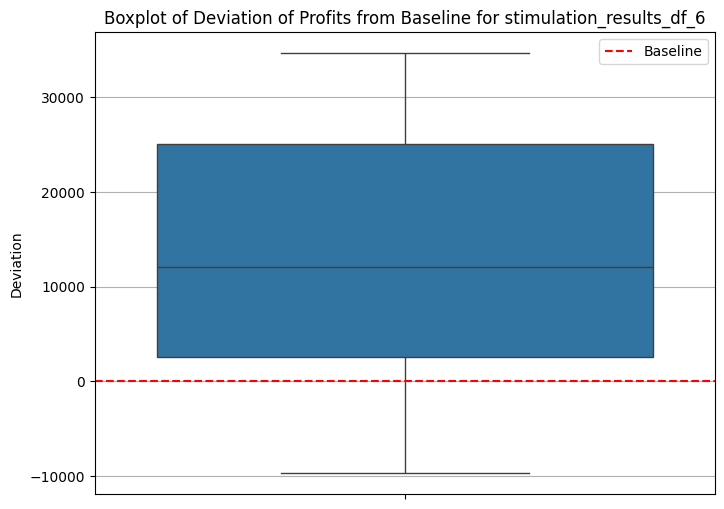 Boxplot of Deviation of Profits from Baseline for stimulation_results_df_6
Baseline
30000
20000
10000
0
−10000
Deviation